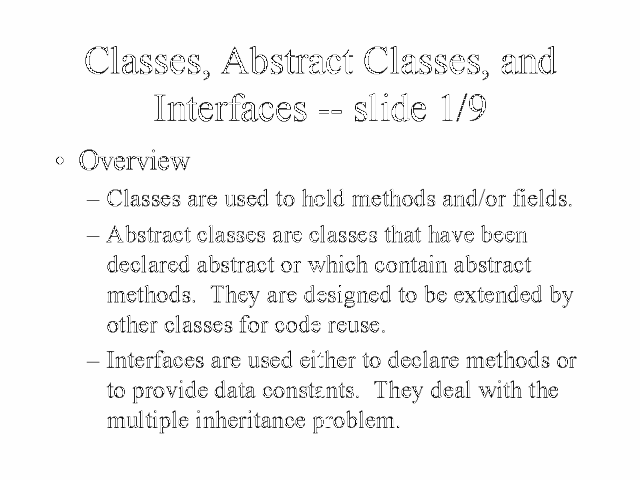 Classes, Abstract Classes, and
Interfaces -- slide 1/9
• Overview
– Classes are used to hold methods and/or fields.
– Abstract classes are classes that have been
declared abstract or which contain abstract
methods.  They are designed to be extended by
other classes for code reuse.
– Interfaces are used either to declare methods or
to provide data constants.  They deal with the
multiple inheritance problem.